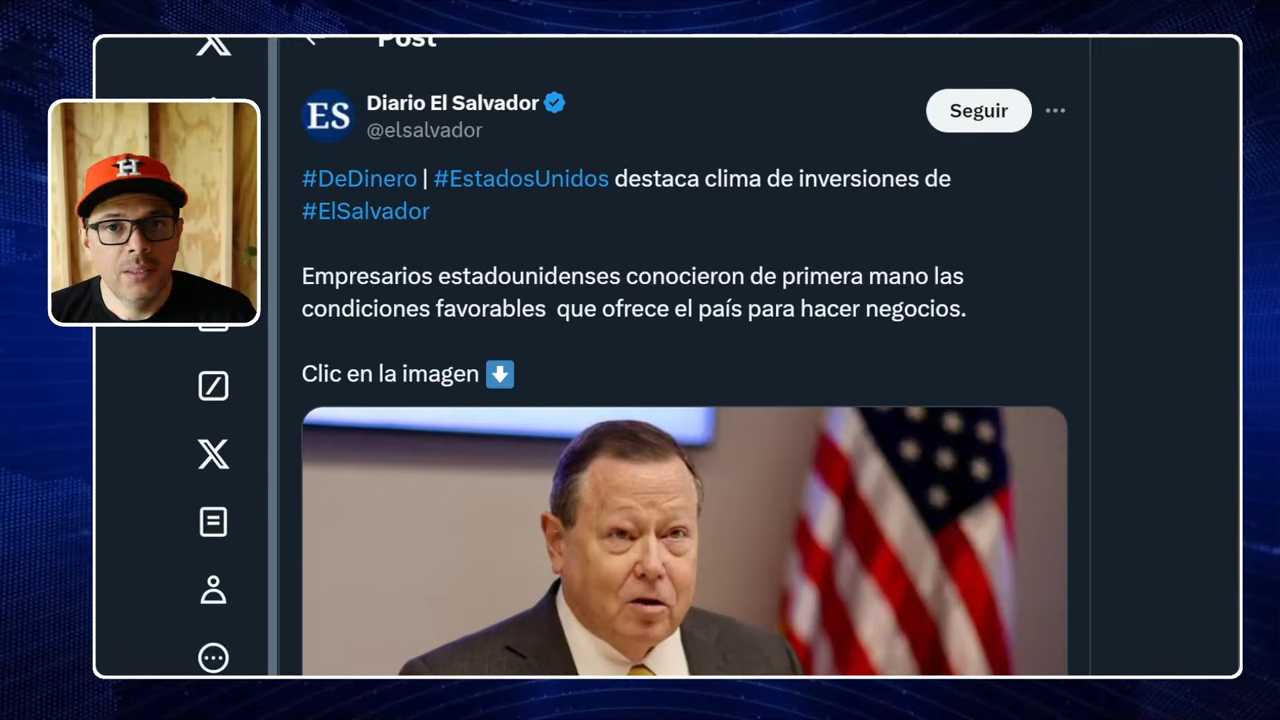 Post
ES
Diario El Salvador
@elsalvador
Seguir
#DeDinero | #EstadosUnidos destaca clima de inversiones de
#ElSalvador
Empresarios estadounidenses conocieron de primera mano las
condiciones favorables  que ofrece el país para hacer negocios.
Clic en la imagen
H